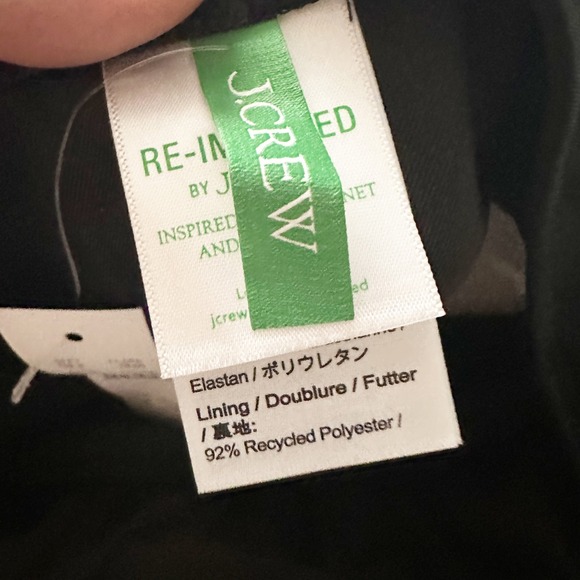 J.CREW
RE-IM ED
BY J
INSPIRED NET
AND
jcrew ed
Elastan / ポリウレタン
Lining / Doublure / Futter
/ 裏地:
92% Recycled Polyester /